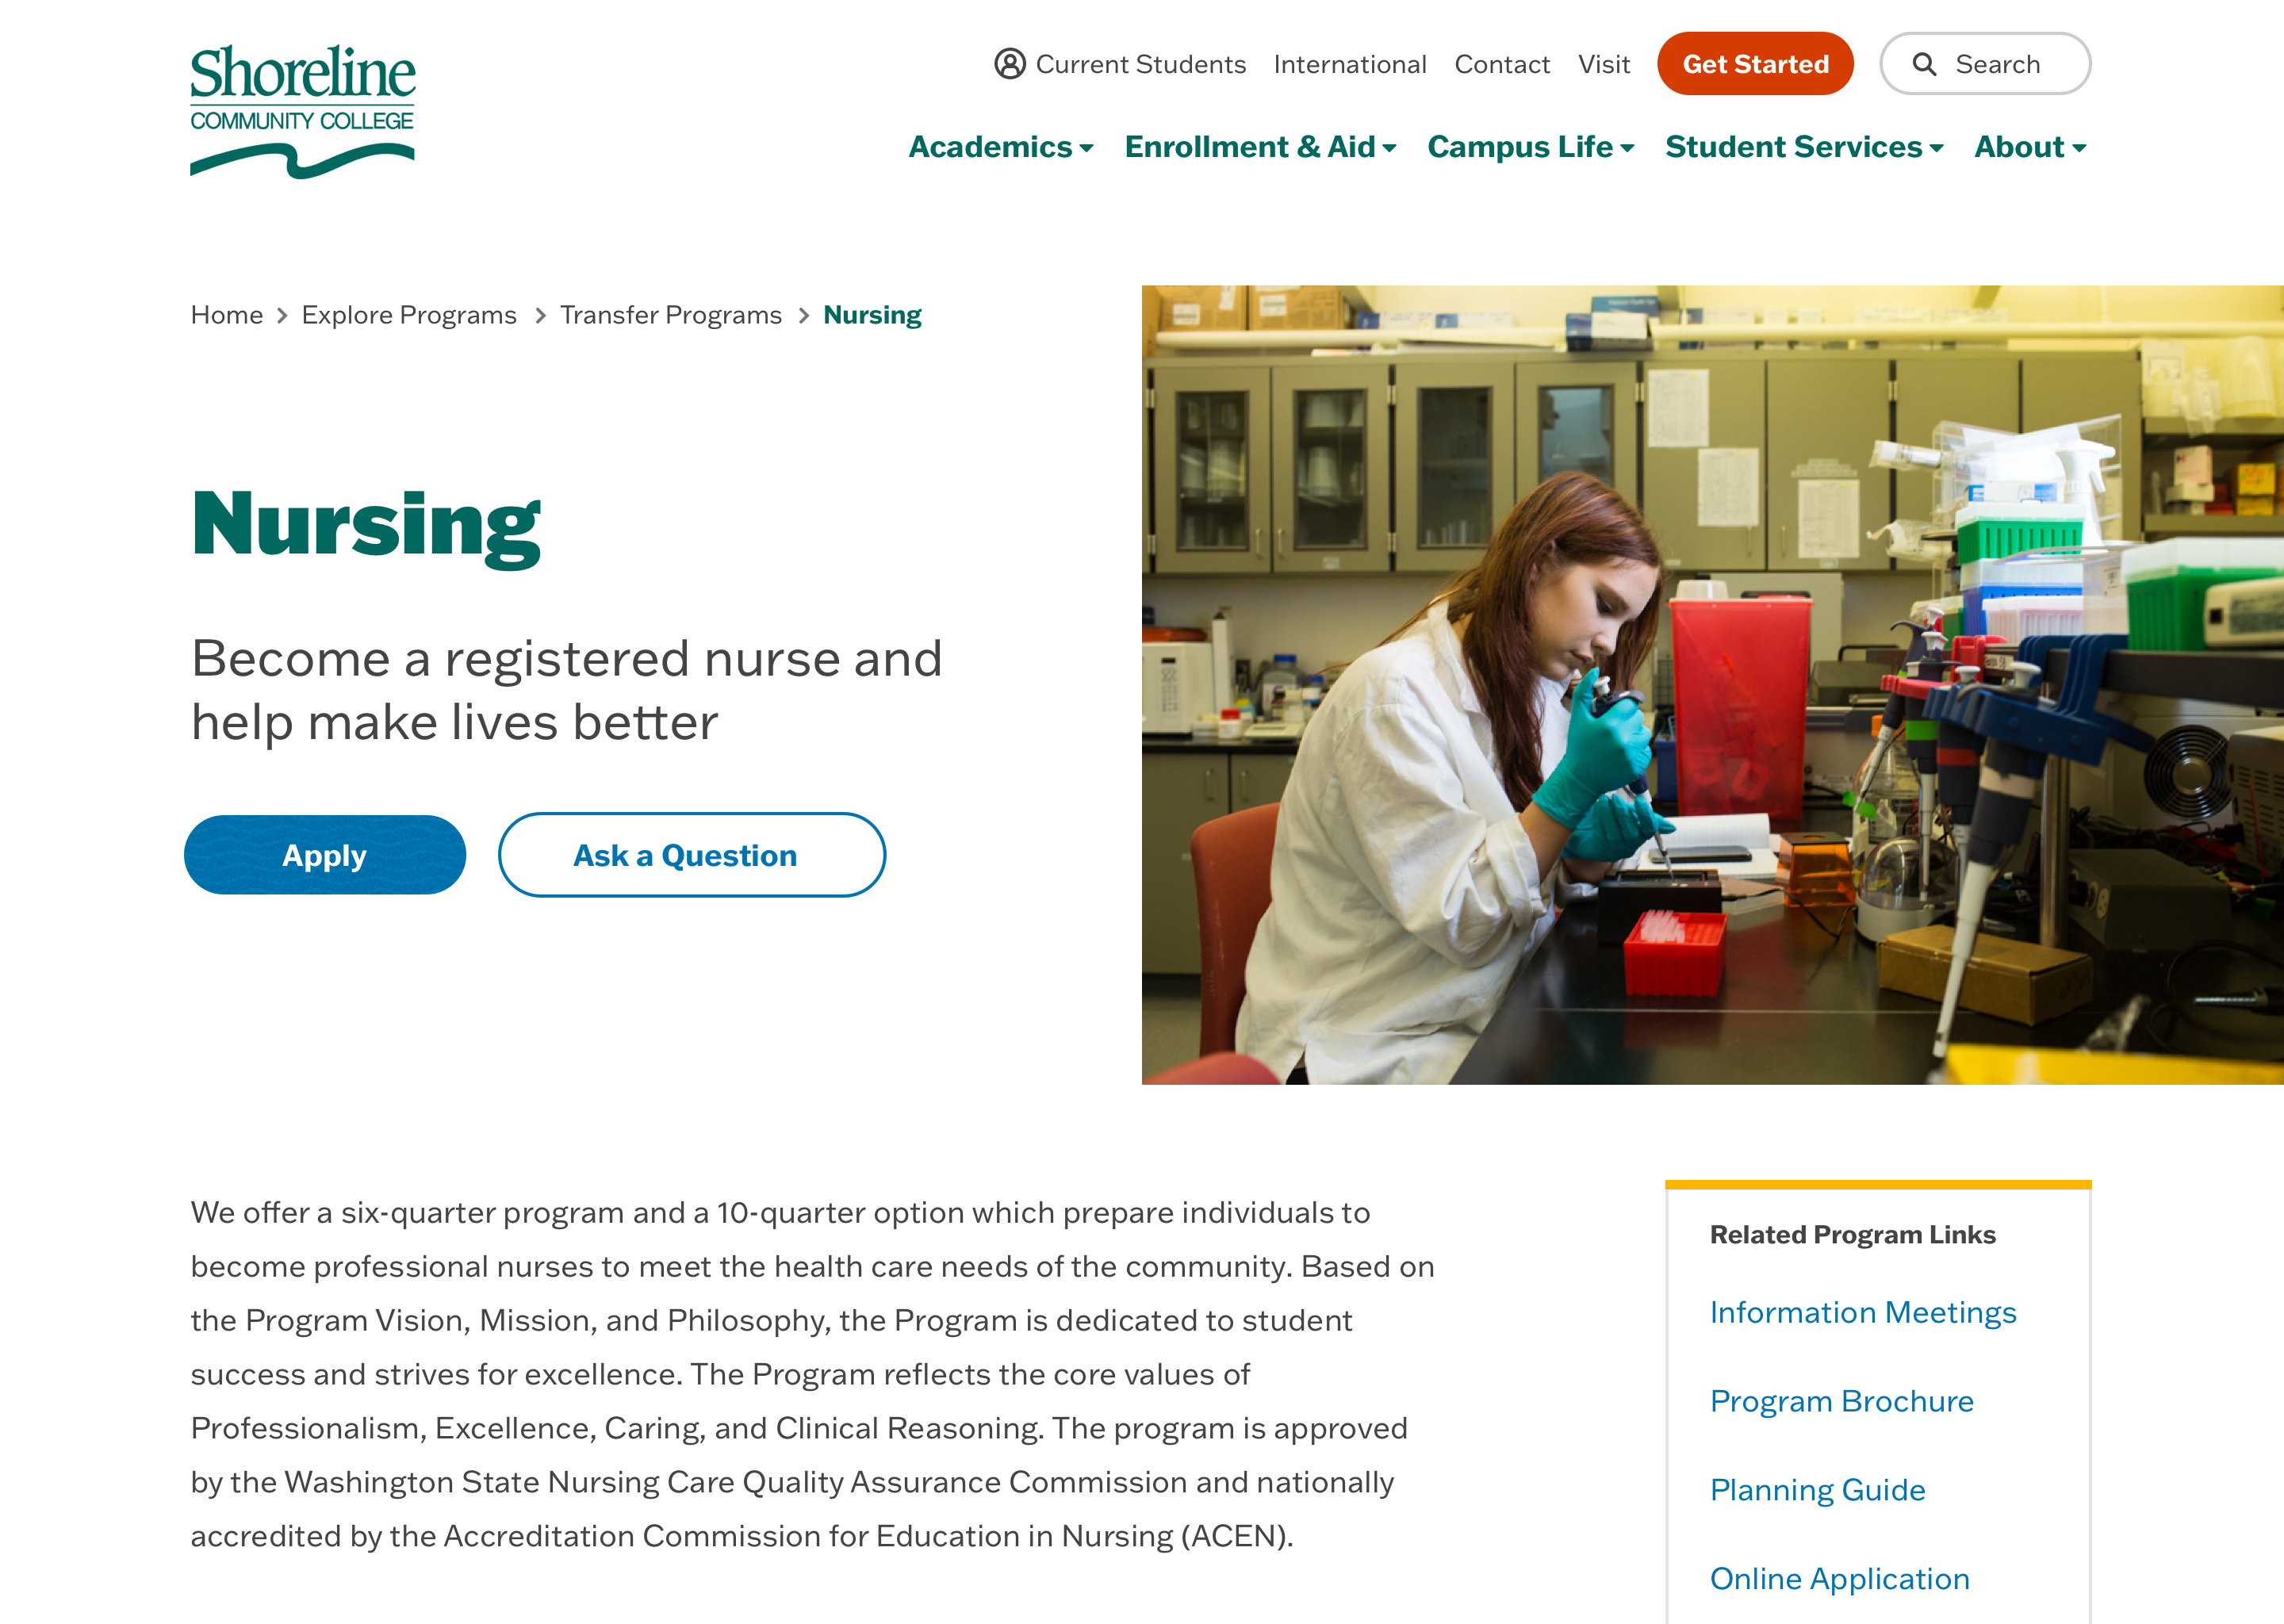 Shoreline
COMMUNITY COLLEGE
Current Students International Contact Visit Get Started Search
Academics Enrollment & Aid Campus Life Student Services About
Home Explore Programs Transfer Programs Nursing
Nursing
Become a registered nurse and
help make lives better
Apply Ask a Question
We offer a six-quarter program and a 10-quarter option which prepare individuals to
become professional nurses to meet the health care needs of the community. Based on
the Program Vision, Mission, and Philosophy, the Program is dedicated to student
success and strives for excellence. The Program reflects the core values of
Professionalism, Excellence, Caring, and Clinical Reasoning. The program is approved
by the Washington State Nursing Care Quality Assurance Commission and nationally
accredited by the Accreditation Commission for Education in Nursing (ACEN).
Related Program Links
Information Meetings
Program Brochure
Planning Guide
Online Application